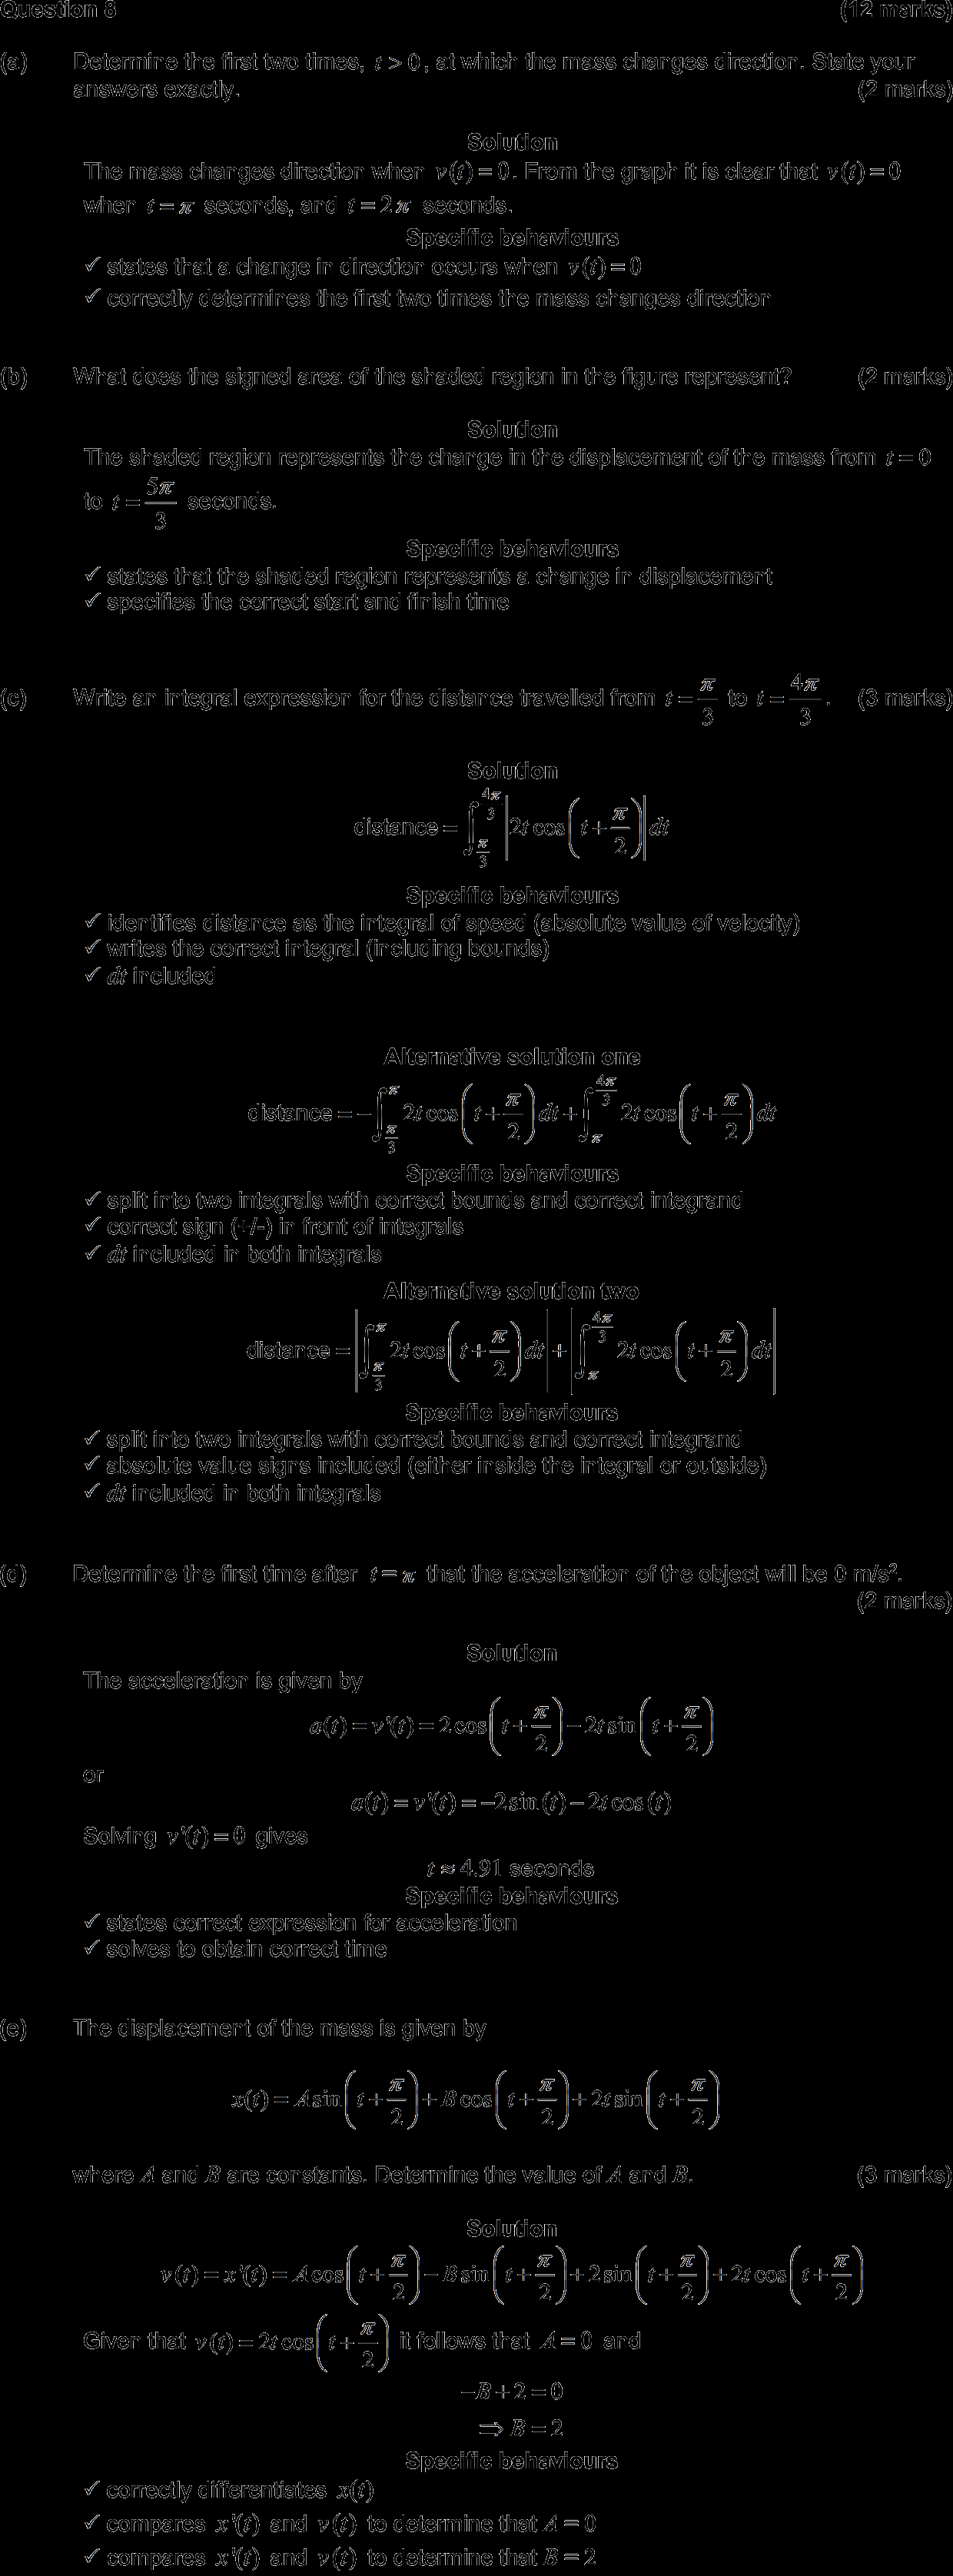 Question 8 (12 marks)
(a) Determine the first two times, t > 0, at which the mass changes direction. State your
answers exactly. (2 marks)
Solution
The mass changes direction when v(t) = 0. From the graph it is clear that v(t) = 0
when t = π seconds, and t = 2π seconds.
Specific behaviours
✓ states that a change in direction occurs when v(t) = 0
✓ correctly determines the first two times the mass changes direction
(b) What does the signed area of the shaded region in the figure represent? (2 marks)
Solution
The shaded region represents the change in the displacement of the mass from t = 0
to t = 5π/3 seconds.
Specific behaviours
✓ states that the shaded region represents a change in displacement
✓ specifies the correct start and finish time
(c) Write an integral expression for the distance travelled from t = π/3 to t = 4π/3. (3 marks)
Solution
distance = ∫_{π/3}^{4π/3} |2t cos(t + π/2)| dt
Specific behaviours
✓ identifies distance as the integral of speed (absolute value of velocity)
✓ writes the correct integral (including bounds)
✓ dt included
Alternative solution one
distance = −∫_{π/3}^{π} 2t cos(t + π/2) dt + ∫_{π}^{4π/3} 2t cos(t + π/2) dt
Specific behaviours
✓ split into two integrals with correct bounds and correct integrand
✓ correct sign (+/-) in front of integrals
✓ dt included in both integrals
Alternative solution two
distance = |∫_{π/3}^{π} 2t cos(t + π/2) dt| + |∫_{π}^{4π/3} 2t cos(t + π/2) dt|
Specific behaviours
✓ split into two integrals with correct bounds and correct integrand
✓ absolute value signs included (either inside the integral or outside)
✓ dt included in both integrals
(d) Determine the first time after t = π that the acceleration of the object will be 0 m/s².
(2 marks)
Solution
The acceleration is given by
a(t) = v'(t) = 2 cos(t + π/2) − 2t sin(t + π/2)
or
a(t) = v'(t) = −2 sin (t) − 2t cos (t)
Solving v'(t) = 0 gives
t ≈ 4.91 seconds
Specific behaviours
✓ states correct expression for acceleration
✓ solves to obtain correct time
(e) The displacement of the mass is given by
x(t) = A sin(t + π/2) + B cos(t + π/2) + 2t sin(t + π/2)
where A and B are constants. Determine the value of A and B. (3 marks)
Solution
v(t) = x'(t) = A cos(t + π/2) − B sin(t + π/2) + 2 sin(t + π/2) + 2t cos(t + π/2)
Given that v(t) = 2t cos(t + π/2) it follows that A = 0 and
−B + 2 = 0
⇒ B = 2
Specific behaviours
✓ correctly differentiates x(t)
✓ compares x'(t) and v(t) to determine that A = 0
✓ compares x'(t) and v(t) to determine that B = 2